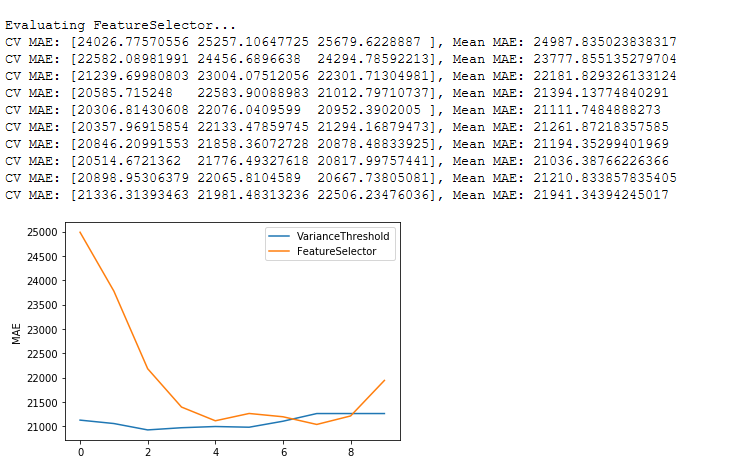 Evaluating FeatureSelector...
CV MAE: [24026.77570556 25257.10647725 25679.6228887 ], Mean MAE: 24987.835023838317
CV MAE: [22582.08981991 24456.6896638  24294.78592213], Mean MAE: 23777.855135279704
CV MAE: [21239.69980803 23004.07512056 22301.71304981], Mean MAE: 22181.829326133124
CV MAE: [20585.715248   22583.90088983 21012.79710737], Mean MAE: 21394.13774840291
CV MAE: [20306.81430608 22076.0409599  20952.3902005 ], Mean MAE: 21111.7484888273
CV MAE: [20357.96915854 22133.47859745 21294.16879473], Mean MAE: 21261.87218357585
CV MAE: [20846.20991553 21858.36072728 20878.48833925], Mean MAE: 21194.35299401969
CV MAE: [20514.6721362  21776.49327618 20817.99757441], Mean MAE: 21036.38766226366
CV MAE: [20898.95306379 22065.8104589  20667.73805081], Mean MAE: 21210.833857835405
CV MAE: [21336.31393463 21981.48313236 22506.23476036], Mean MAE: 21941.34394245017
VarianceThreshold
FeatureSelector
25000
24500
24000
23500
23000
22500
22000
21500
21000
MAE
0 2 4 6 8